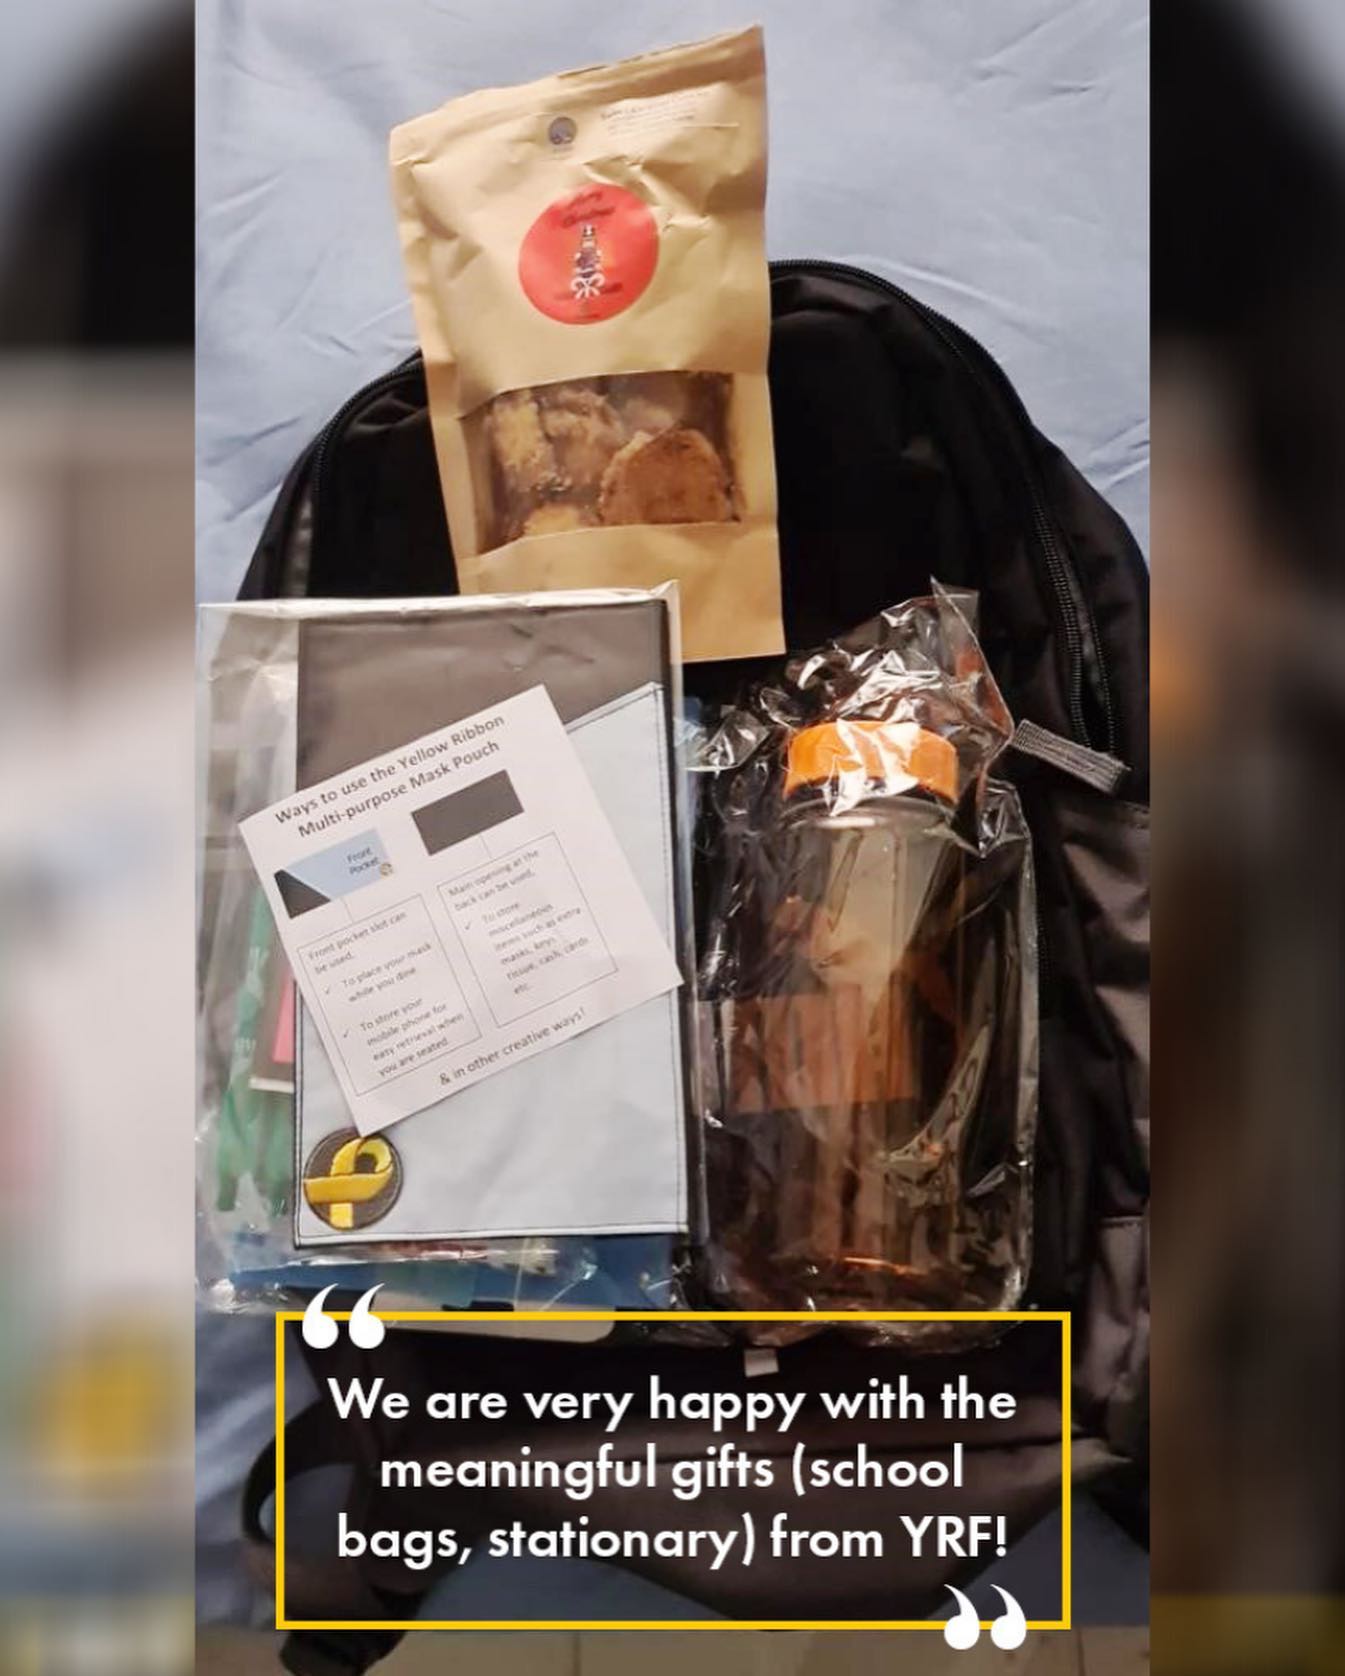 Merry
Christmas!
Ways to use the Yellow Ribbon
Multi-purpose Mask Pouch
Front
Pocket
Front pocket slot can
be used,
✓ To place your mask
while you dine
✓ To store your
mobile phone for
easy retrieval when
you are seated
Main opening at the
back can be used,
✓ To store
miscellaneous
items such as extra
masks, keys,
tissue, cash, cards
etc.
& in other creative ways!
“
We are very happy with the
meaningful gifts (school
bags, stationary) from YRF!
”